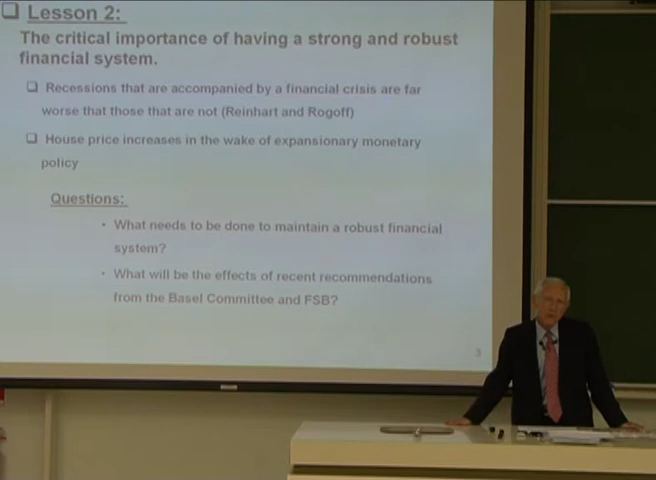 Lesson 2:
The critical importance of having a strong and robust
financial system.
Recessions that are accompanied by a financial crisis are far
worse that those that are not (Reinhart and Rogoff)
House price increases in the wake of expansionary monetary
policy
Questions:
• What needs to be done to maintain a robust financial
system?
• What will be the effects of recent recommendations
from the Basel Committee and FSB?
3